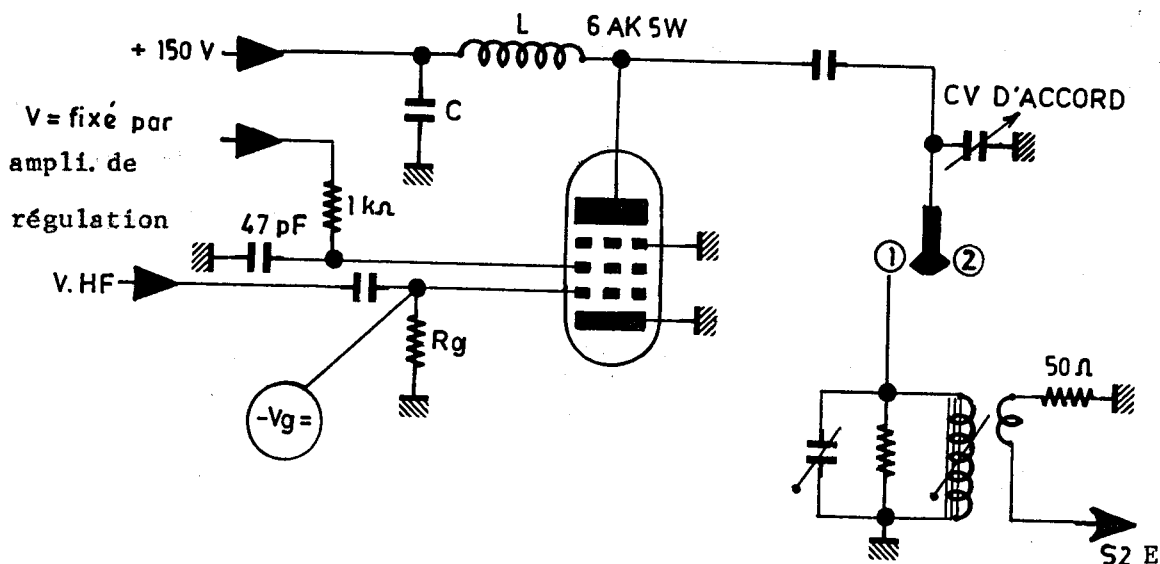 L
6 AK 5W
+ 150 V
C
CV D'ACCORD
V = fixé par
ampli. de
régulation
1 kΩ
47 pF
V. HF
Rg
-Vg=
1
2
50 Ω
S2 E